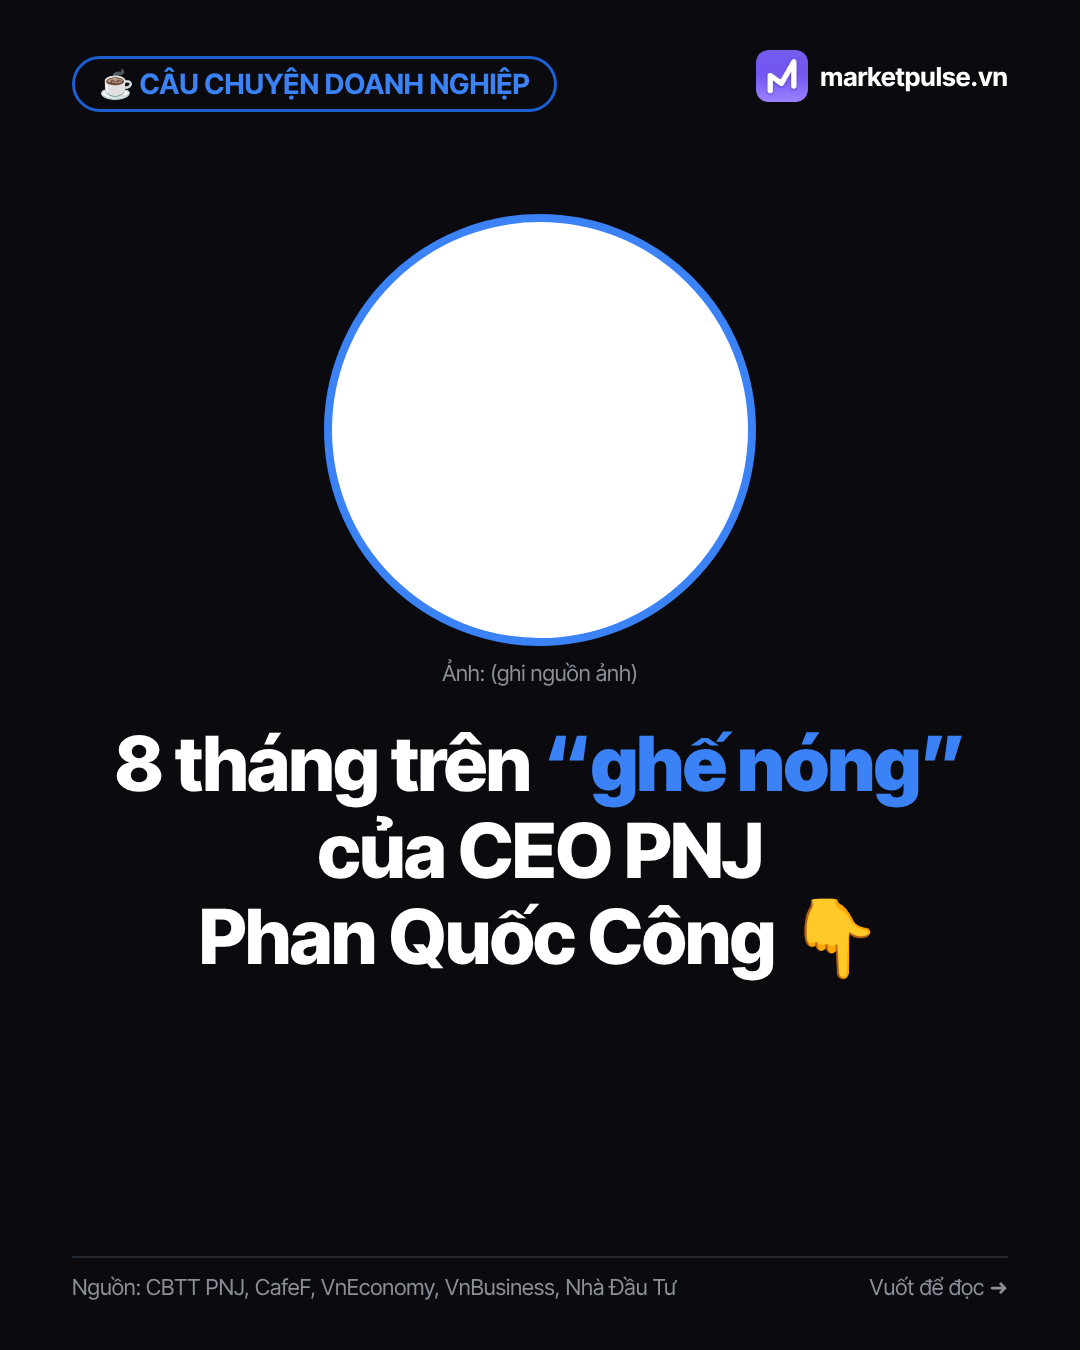 ☕ CÂU CHUYỆN DOANH NGHIỆP
marketpulse.vn
Ảnh: (ghi nguồn ảnh)
8 tháng trên “ghế nóng”
của CEO PNJ
Phan Quốc Công 👇
Nguồn: CBTT PNJ, CafeF, VnEconomy, VnBusiness, Nhà Đầu Tư
Vuốt để đọc ➜